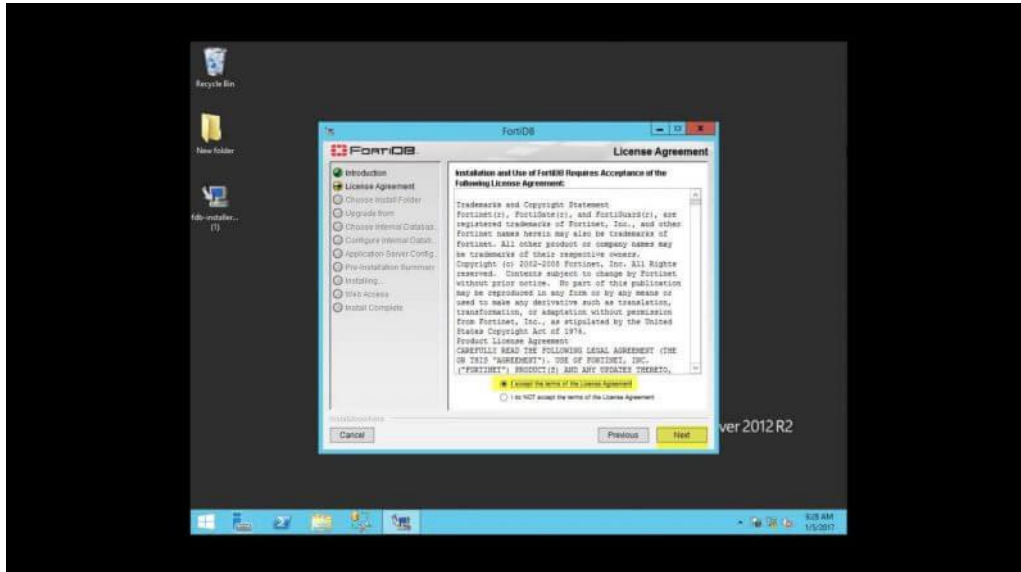 Recycle Bin
New folder
fdb-installer...
(1)
FortiDB
FORTIDB
License Agreement
Introduction
License Agreement
Choose Install Folder
Upgrade from
Choose Internal Databas...
Configure Internal Datab...
Application Server Config...
Pre-Installation Summary
Installing...
Web Access
Install Complete
Installation and Use of FortiDB Requires Acceptance of the
Following License Agreement:
Trademarks and Copyright Statement
Fortinet(r), FortiGate(r), and FortiGuard(r), are
registered trademarks of Fortinet, Inc., and other
Fortinet names herein may also be trademarks of
Fortinet. All other product or company names may
be trademarks of their respective owners.
Copyright (c) 2002-2008 Fortinet, Inc. All Rights
reserved. Contents subject to change by Fortinet
without prior notice. No part of this publication
may be reproduced in any form or by any means or
used to make any derivative such as translation,
transformation, or adaptation without permission
from Fortinet, Inc., as stipulated by the United
States Copyright Act of 1976.
Product License Agreement
CAREFULLY READ THE FOLLOWING LEGAL AGREEMENT (THE
OR THIS "AGREEMENT"). USE OF FORTINET, INC.
("FORTINET") PRODUCT(S) AND ANY UPDATES THERETO,
I accept the terms of the License Agreement
I do NOT accept the terms of the License Agreement
InstallAnywhere
Cancel
Previous
Next
ver 2012 R2
9:28 AM
1/5/2017